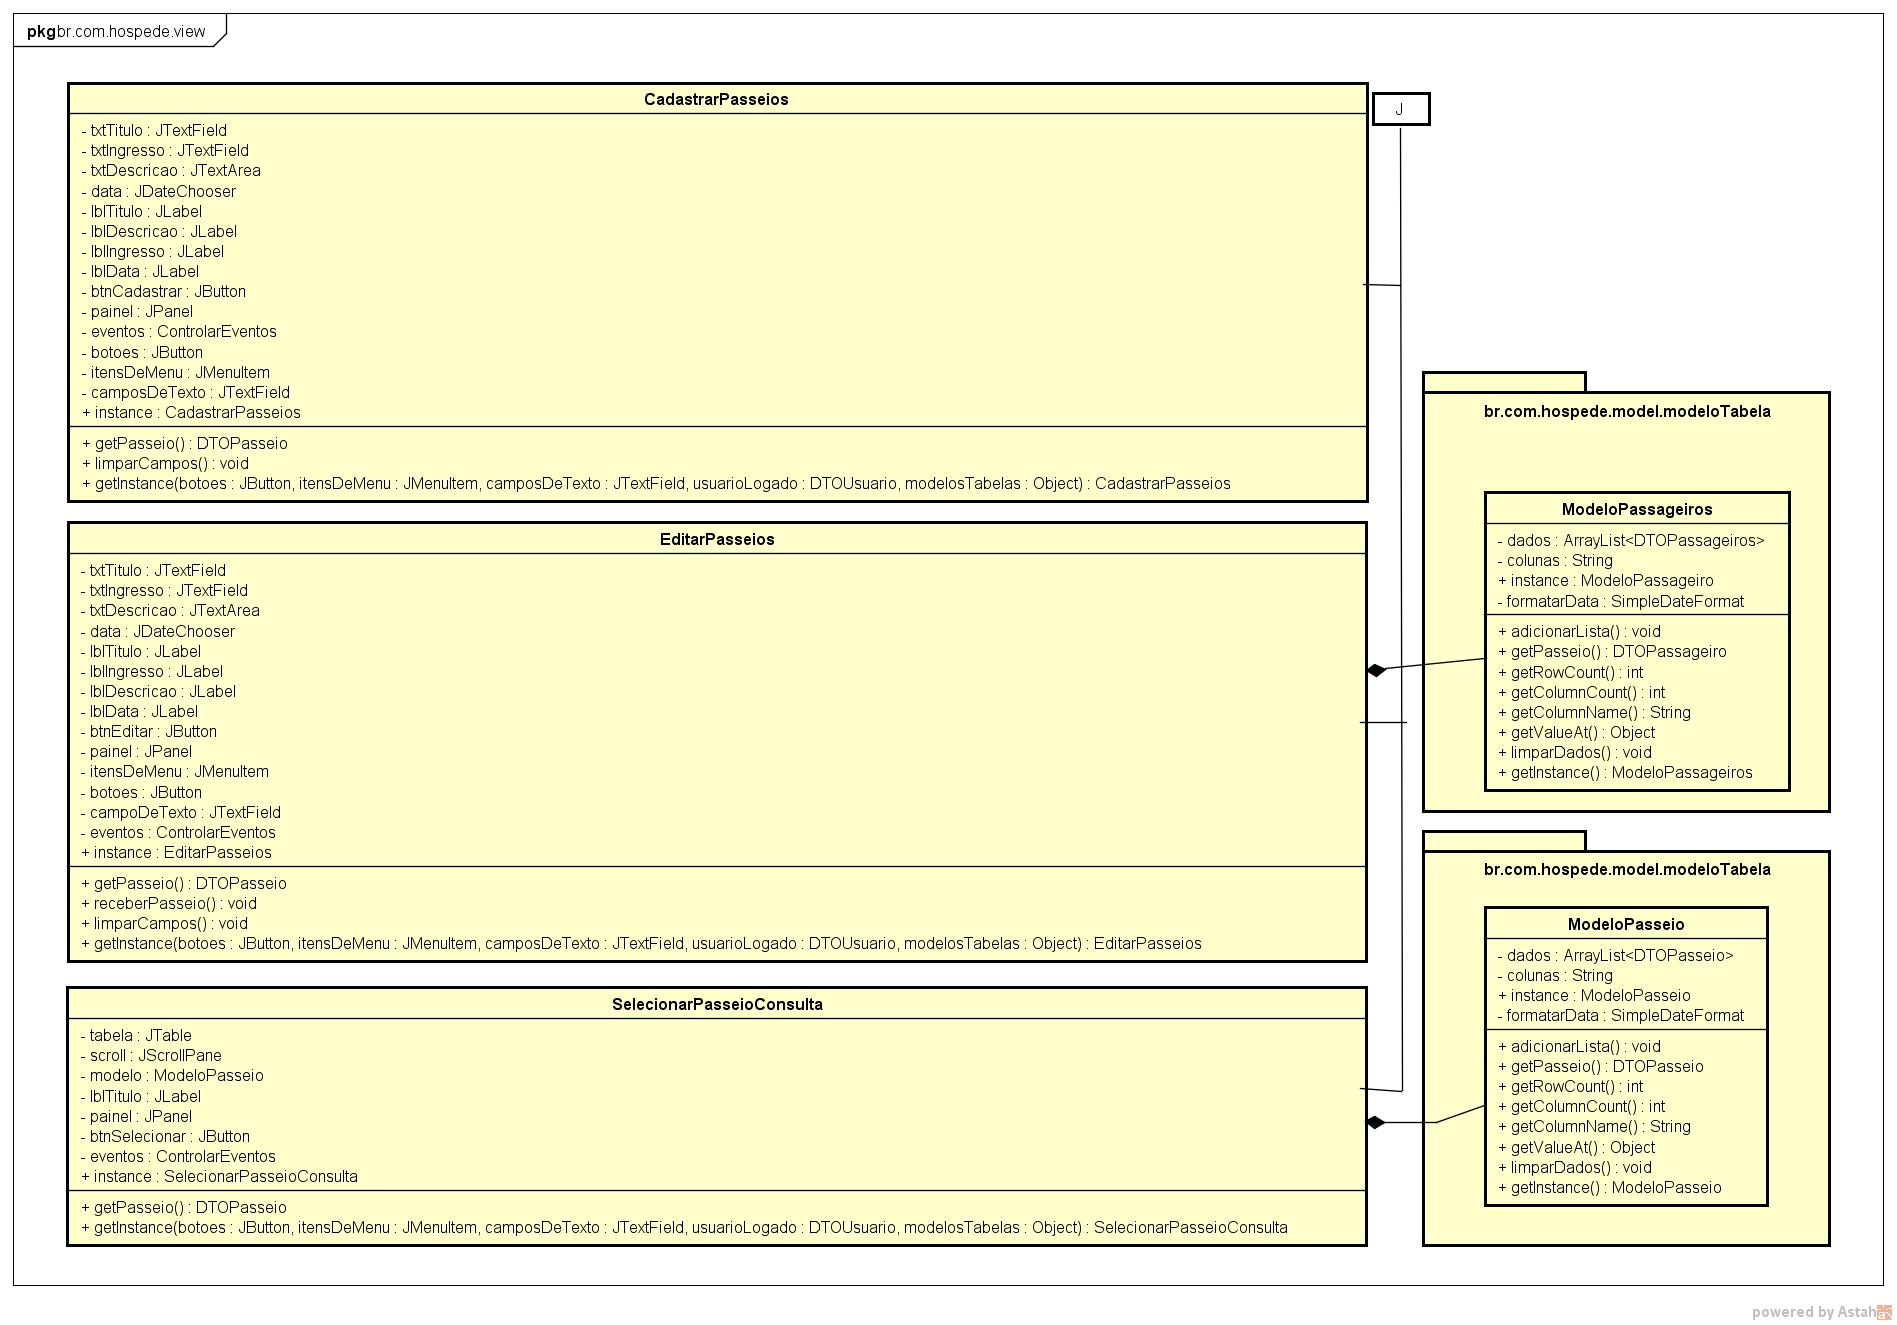 pkg br.com.hospede.view
CadastrarPasseios
- txtTitulo : JTextField
- txtIngresso : JTextField
- txtDescricao : JTextArea
- data : JDateChooser
- lblTitulo : JLabel
- lblDescricao : JLabel
- lblIngresso : JLabel
- lblData : JLabel
- btnCadastrar : JButton
- painel : JPanel
- eventos : ControlarEventos
- botoes : JButton
- itensDeMenu : JMenuItem
- camposDeTexto : JTextField
+ instance : CadastrarPasseios
+ getPasseio() : DTOPasseio
+ limparCampos() : void
+ getInstance(botoes : JButton, itensDeMenu : JMenuItem, camposDeTexto : JTextField, usuarioLogado : DTOUsuario, modelosTabelas : Object) : CadastrarPasseios
J
EditarPasseios
- txtTitulo : JTextField
- txtIngresso : JTextField
- txtDescricao : JTextArea
- data : JDateChooser
- lblTitulo : JLabel
- lblIngresso : JLabel
- lblDescricao : JLabel
- lblData : JLabel
- btnEditar : JButton
- painel : JPanel
- itensDeMenu : JMenuItem
- botoes : JButton
- campoDeTexto : JTextField
- eventos : ControlarEventos
+ instance : EditarPasseios
+ getPasseio() : DTOPasseio
+ receberPasseio() : void
+ limparCampos() : void
+ getInstance(botoes : JButton, itensDeMenu : JMenuItem, camposDeTexto : JTextField, usuarioLogado : DTOUsuario, modelosTabelas : Object) : EditarPasseios
SelecionarPasseioConsulta
- tabela : JTable
- scroll : JScrollPane
- modelo : ModeloPasseio
- lblTitulo : JLabel
- painel : JPanel
- btnSelecionar : JButton
- eventos : ControlarEventos
+ instance : SelecionarPasseioConsulta
+ getPasseio() : DTOPasseio
+ getInstance(botoes : JButton, itensDeMenu : JMenuItem, camposDeTexto : JTextField, usuarioLogado : DTOUsuario, modelosTabelas : Object) : SelecionarPasseioConsulta
br.com.hospede.model.modeloTabela
ModeloPassageiros
- dados : ArrayList<DTOPassageiros>
- colunas : String
+ instance : ModeloPassageiro
- formatarData : SimpleDateFormat
+ adicionarLista() : void
+ getPasseio() : DTOPassageiro
+ getRowCount() : int
+ getColumnCount() : int
+ getColumnName() : String
+ getValueAt() : Object
+ limparDados() : void
+ getInstance() : ModeloPassageiros
br.com.hospede.model.modeloTabela
ModeloPasseio
- dados : ArrayList<DTOPasseio>
- colunas : String
+ instance : ModeloPasseio
- formatarData : SimpleDateFormat
+ adicionarLista() : void
+ getPasseio() : DTOPasseio
+ getRowCount() : int
+ getColumnCount() : int
+ getColumnName() : String
+ getValueAt() : Object
+ limparDados() : void
+ getInstance() : ModeloPasseio
powered by Astah